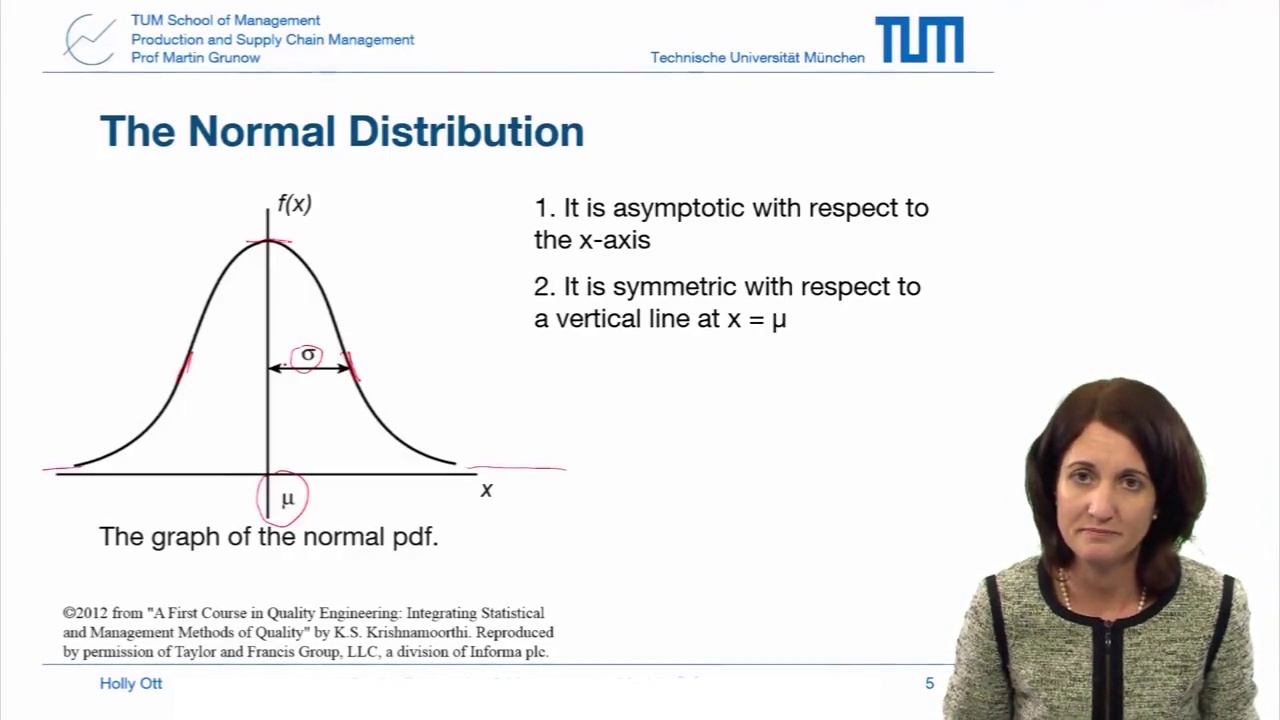 TUM School of Management
Production and Supply Chain Management
Prof Martin Grunow
Technische Universität München
TUM
The Normal Distribution
f(x)
1. It is asymptotic with respect to
the x-axis
2. It is symmetric with respect to
a vertical line at x = μ
σ
μ
x
The graph of the normal pdf.
©2012 from "A First Course in Quality Engineering: Integrating Statistical
and Management Methods of Quality" by K.S. Krishnamoorthi. Reproduced
by permission of Taylor and Francis Group, LLC, a division of Informa plc.
Holly Ott
5